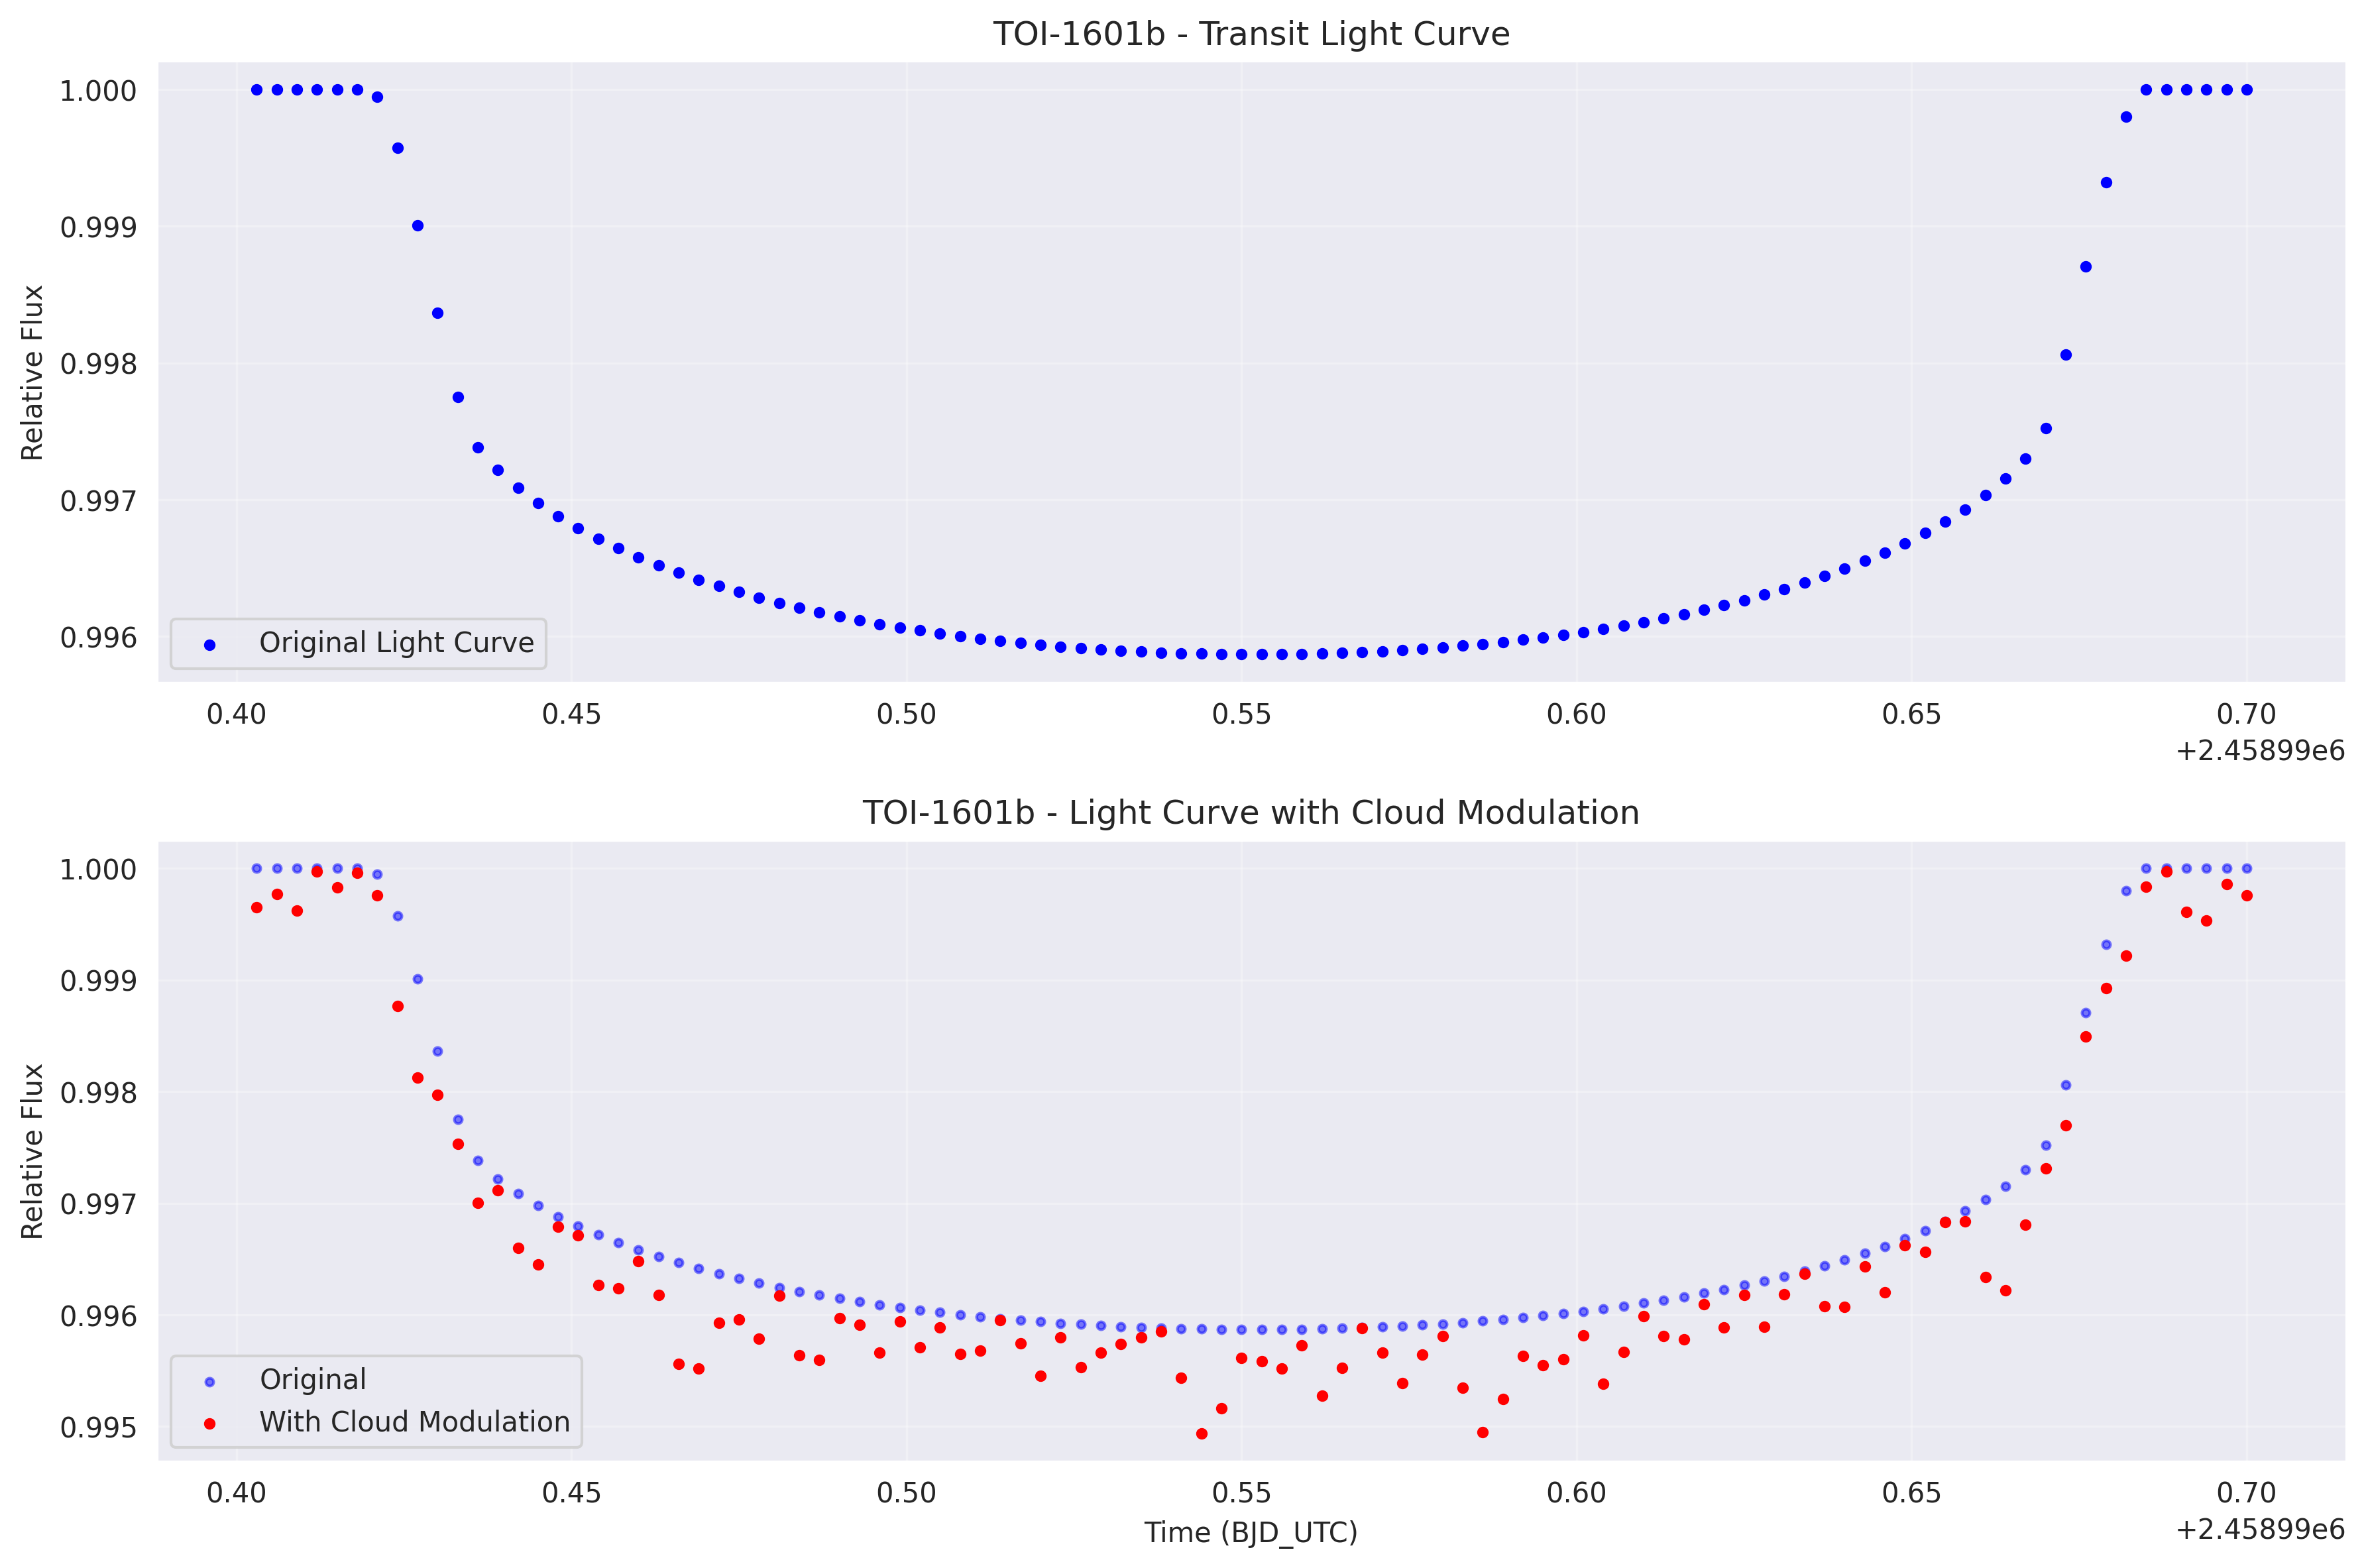 TOI-1601b - Transit Light Curve
Relative Flux
1.000
0.999
0.998
0.997
0.996
Original Light Curve
0.40 0.45 0.50 0.55 0.60 0.65 0.70
+2.45899e6
TOI-1601b - Light Curve with Cloud Modulation
Relative Flux
1.000
0.999
0.998
0.997
0.996
0.995
Original
With Cloud Modulation
0.40 0.45 0.50 0.55 0.60 0.65 0.70
Time (BJD_UTC)
+2.45899e6